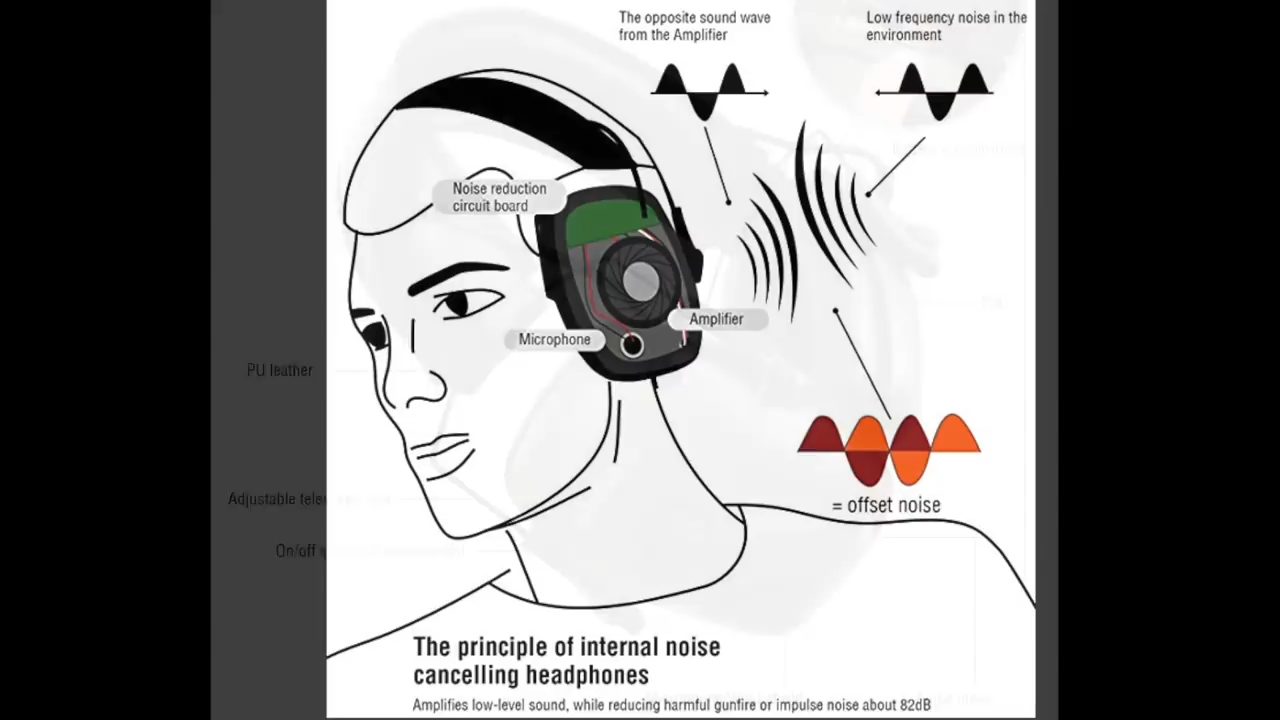 The opposite sound wave
from the Amplifier
Low frequency noise in the
environment
Noise reduction
circuit board
Amplifier
Microphone
PU leather
= offset noise
Adjustable
On/off
The principle of internal noise
cancelling headphones
Amplifies low-level sound, while reducing harmful gunfire or impulse noise about 82dB